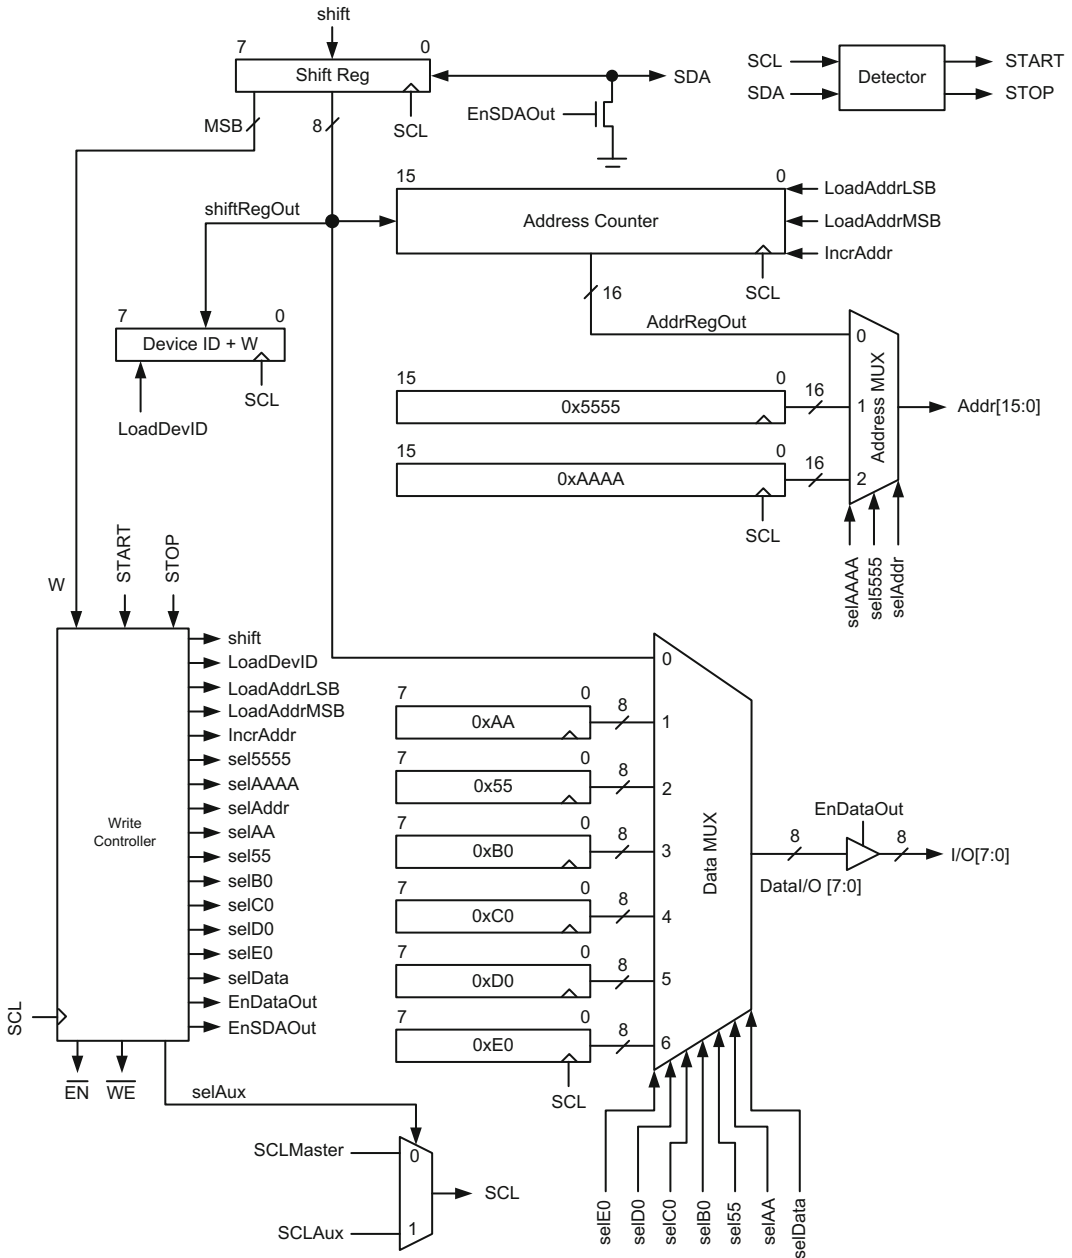 shift
7 0
Shift Reg
SDA
SCL
SDA
Detector
START
STOP
EnSDAOut
MSB
8
SCL
15 0
LoadAddrLSB
shiftRegOut
Address Counter
LoadAddrMSB
IncrAddr
SCL
16
AddrRegOut
7 0
Device ID + W
SCL
LoadDevID
15 0
0x5555
16
15 0
0xAAAA
16
SCL
0
1
2
Address MUX
Addr[15:0]
selAAAA
sel5555
selAddr
W
START
STOP
Write
Controller
SCL
shift
LoadDevID
LoadAddrLSB
LoadAddrMSB
IncrAddr
sel5555
selAAAA
selAddr
selAA
sel55
selB0
selC0
selD0
selE0
selData
EnDataOut
EnSDAOut
EN
WE
selAux
7 0
0xAA
8
7 0
0x55
8
7 0
0xB0
8
7 0
0xC0
8
7 0
0xD0
8
7 0
0xE0
8
SCL
0
1
2
3
4
5
6
Data MUX
EnDataOut
8
8
I/O[7:0]
DataI/O [7:0]
selE0
selD0
selC0
selB0
sel55
selAA
selData
SCLMaster
0
SCL
SCLAux
1